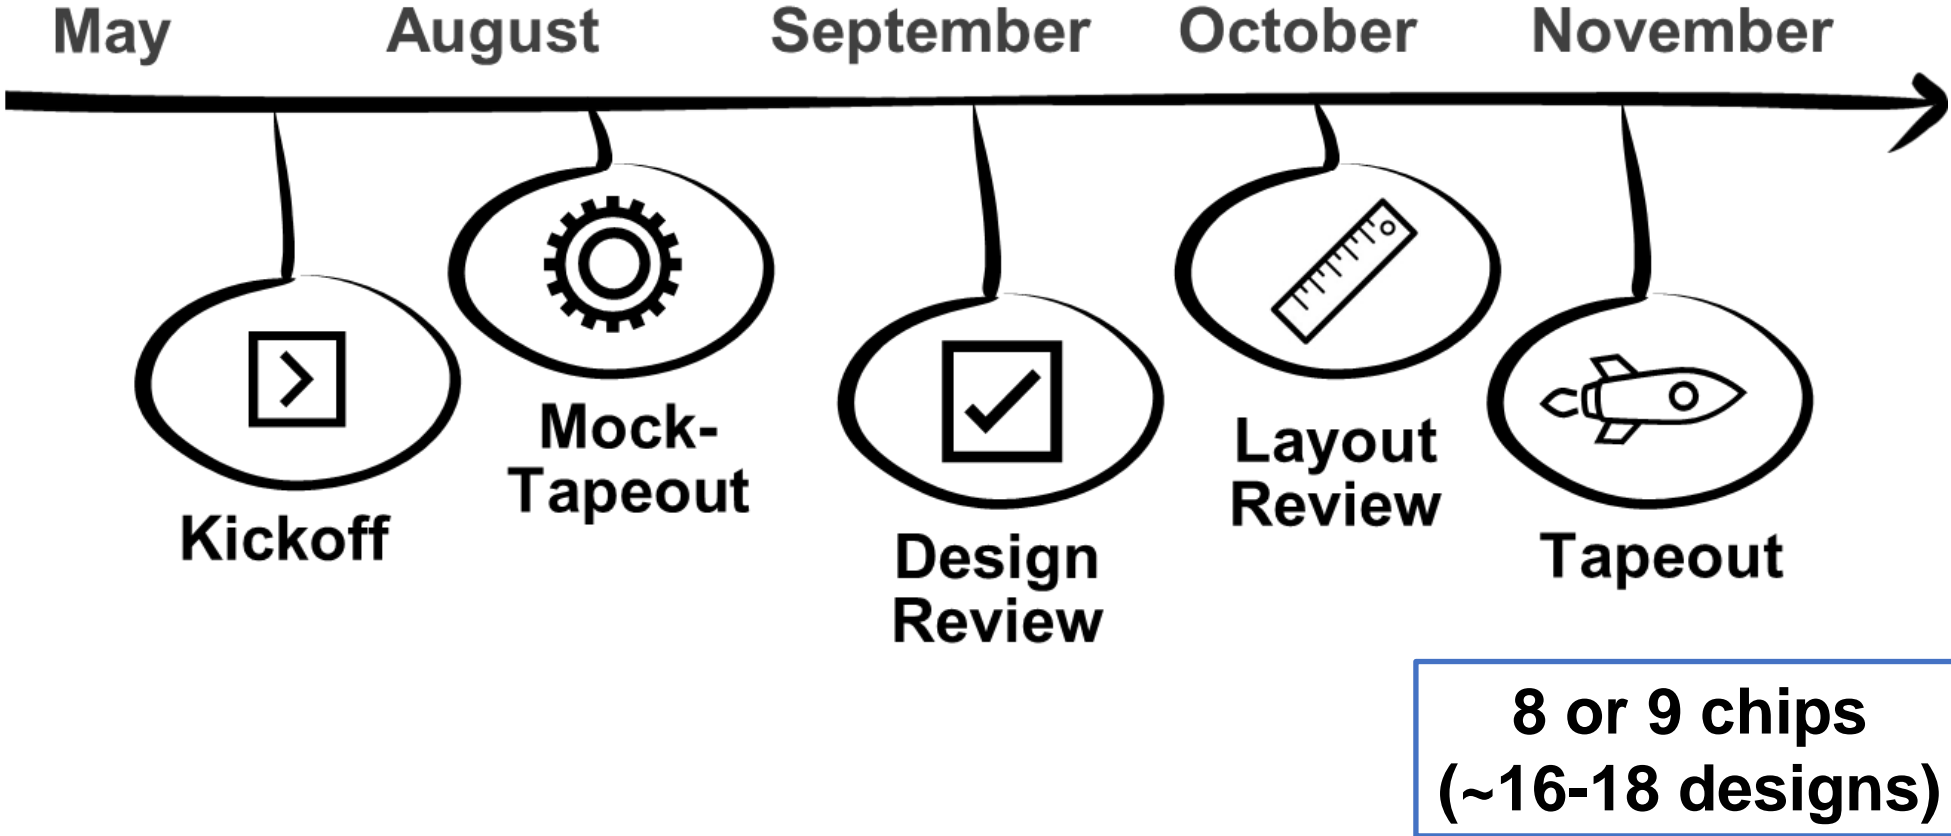 May August September October November
Kickoff
Mock-
Tapeout
Design
Review
Layout
Review
Tapeout
8 or 9 chips
(~16-18 designs)